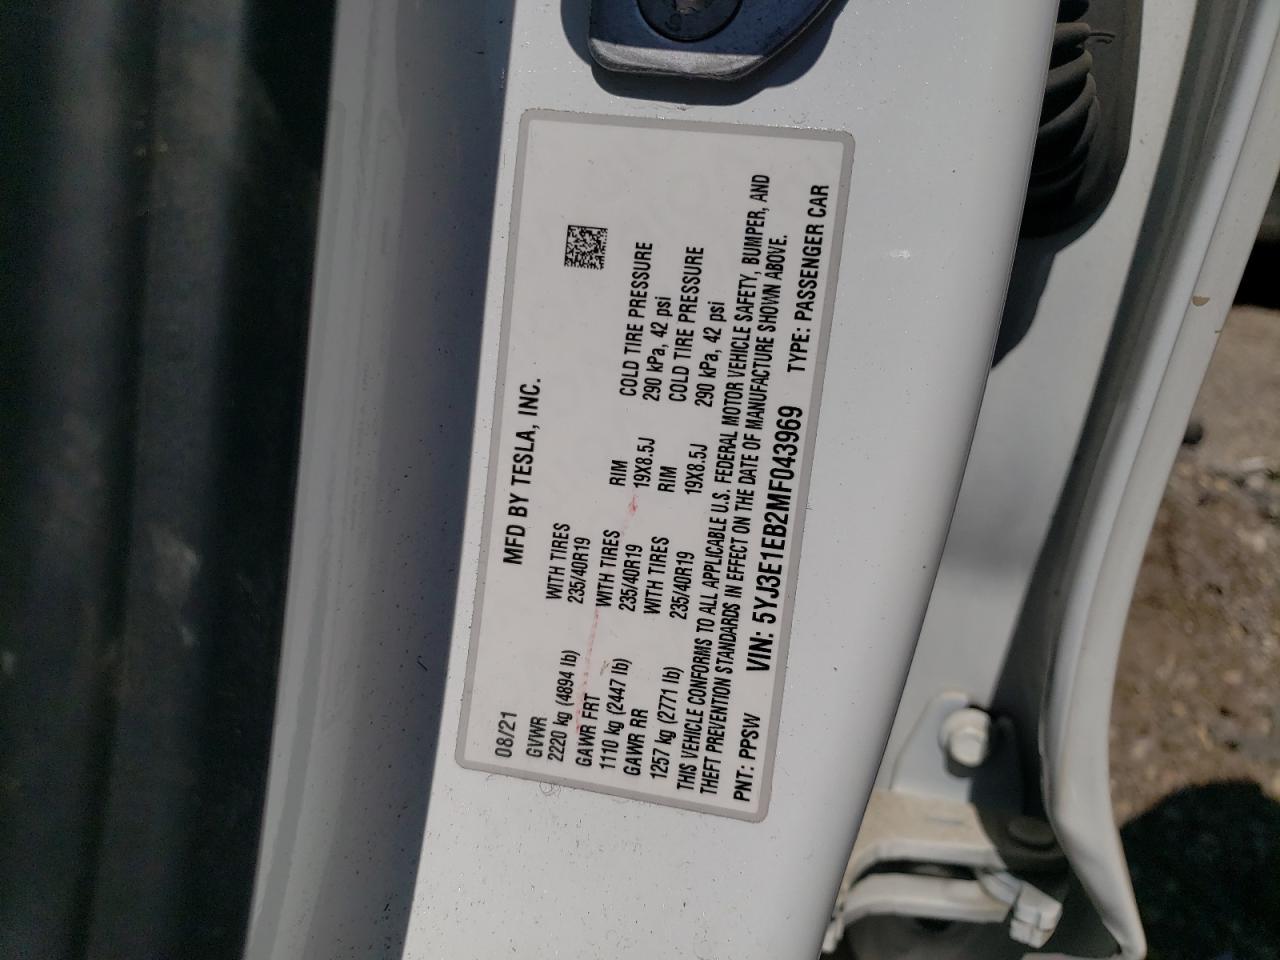 MFD BY TESLA, INC.
08/21
GVWR WITH TIRES
2220 kg (4894 lb) 235/40R19
GAWR FRT WITH TIRES RIM COLD TIRE PRESSURE
1110 kg (2447 lb) 235/40R19 19X8.5J 290 kPa, 42 psi
GAWR RR WITH TIRES RIM COLD TIRE PRESSURE
1257 kg (2771 lb) 235/40R19 19X8.5J 290 kPa, 42 psi
THIS VEHICLE CONFORMS TO ALL APPLICABLE U.S. FEDERAL MOTOR VEHICLE SAFETY, BUMPER, AND
THEFT PREVENTION STANDARDS IN EFFECT ON THE DATE OF MANUFACTURE SHOWN ABOVE.
PNT: PPSW VIN: 5YJ3E1EB2MF043969 TYPE: PASSENGER CAR